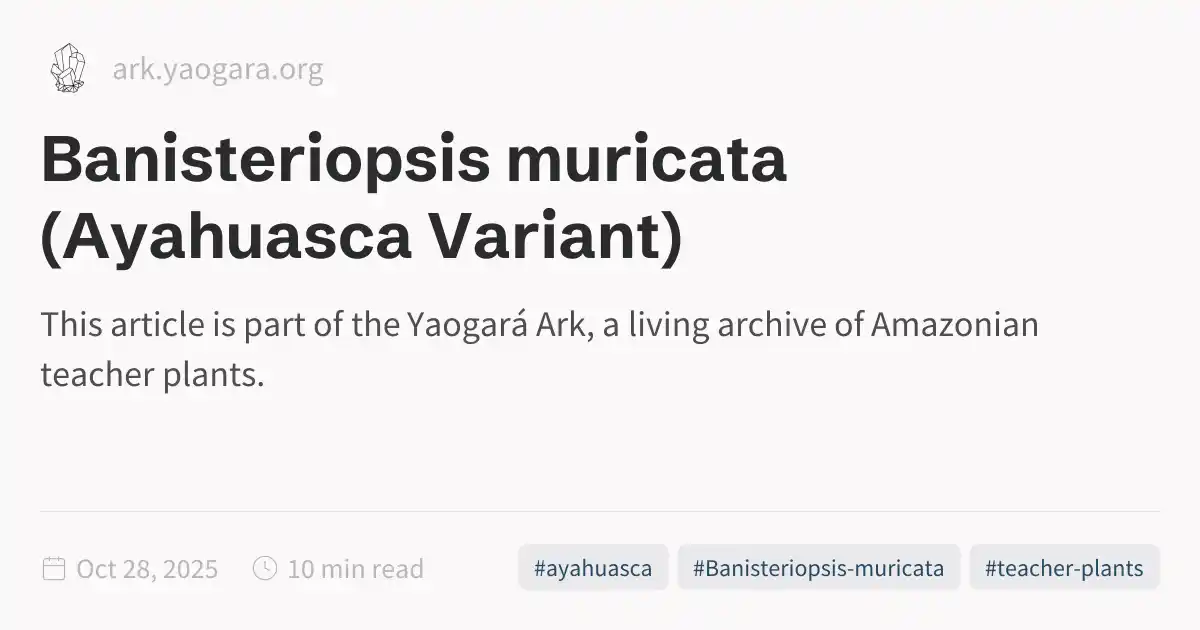 ark.yaogara.org
Banisteriopsis muricata
(Ayahuasca Variant)
This article is part of the Yaogará Ark, a living archive of Amazonian
teacher plants.
Oct 28, 2025 10 min read #ayahuasca #Banisteriopsis-muricata #teacher-plants